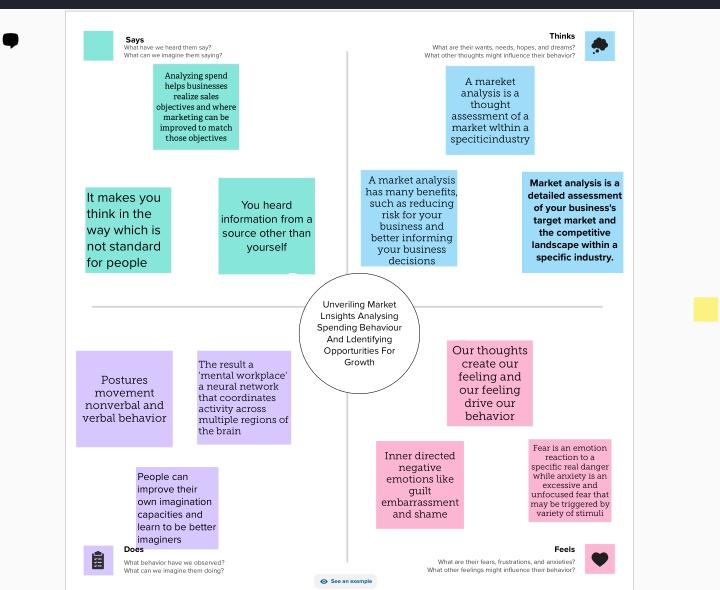 Says
What have we heard them say?
What can we imagine them saying?
Thinks
What are their wants, needs, hopes, and dreams?
What other thoughts might influence their behavior?
Analyzing spend
helps businesses
realize sales
objectives and where
marketing can be
improved to match
those objectives
A mareket
analysis is a
thought
assessment of a
market wlthin a
speciticindustry
It makes you
think in the
way which is
not standard
for people
You heard
information from a
source other than
yourself
A market analysis
has many benefits,
such as reducing
risk for your
business and
better informing
your business
decisions
Market analysis is a
detailed assessment
of your business's
target market and
the competitive
landscape within a
specific industry.
Unveriling Market
Lnsights Analysing
Spending Behaviour
And Ldentifying
Opportunities For
Growth
Postures
movement
nonverbal and
verbal behavior
The result a
'mental workplace'
a neural network
that coordinates
activity across
multiple regions of
the brain
People can
improve their
own imagination
capacities and
learn to be better
imaginers
Our thoughts
create our
feeling and
our feeling
drive our
behavior
Inner directed
negative
emotions like
guilt
embarrassment
and shame
Fear is an emotion
reaction to a
specific real danger
while anxiety is an
excessive and
unfocused fear that
may be triggered by
variety of stimuli
Does
What behavior have we observed?
What can we imagine them doing?
Feels
What are their fears, frustrations, and anxieties?
What other feelings might influence their behavior?
See an example